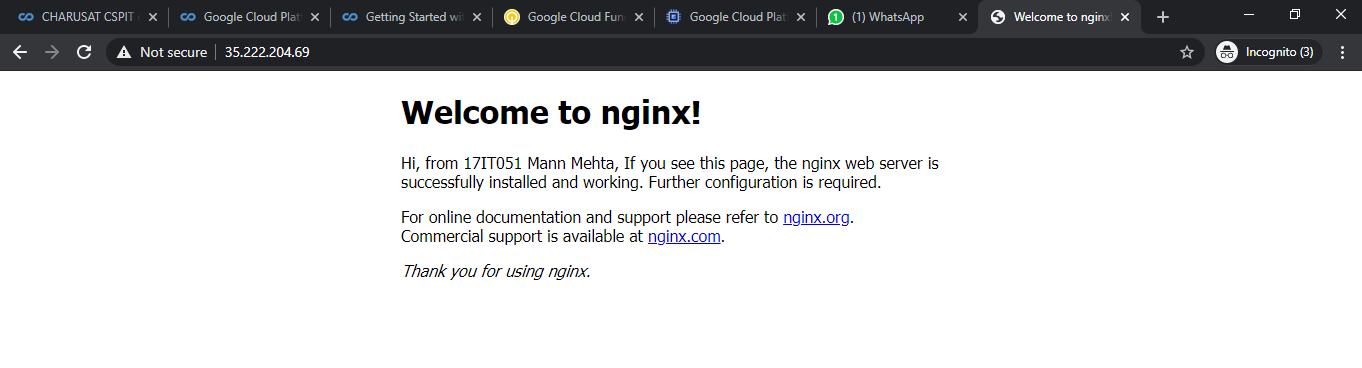 CHARUSAT CSPIT
Google Cloud Plat
Getting Started wit
Google Cloud Fun
Google Cloud Plat
(1) WhatsApp
Welcome to nginx!
Not secure
35.222.204.69
Incognito (3)
Welcome to nginx!
Hi, from 17IT051 Mann Mehta, If you see this page, the nginx web server is
successfully installed and working. Further configuration is required.
For online documentation and support please refer to nginx.org.
Commercial support is available at nginx.com.
Thank you for using nginx.